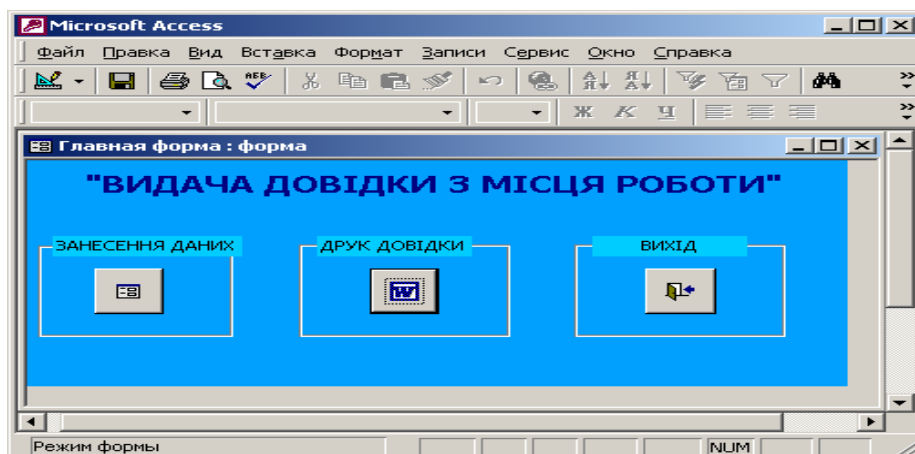 Microsoft Access
Файл Правка Вид Вставка Формат Записи Сервис Окно Справка
Ж К Ч
Главная форма : форма
"ВИДАЧА ДОВІДКИ З МІСЦЯ РОБОТИ"
ЗАНЕСЕННЯ ДАНИХ ДРУК ДОВІДКИ ВИХІД
Режим формы NUM